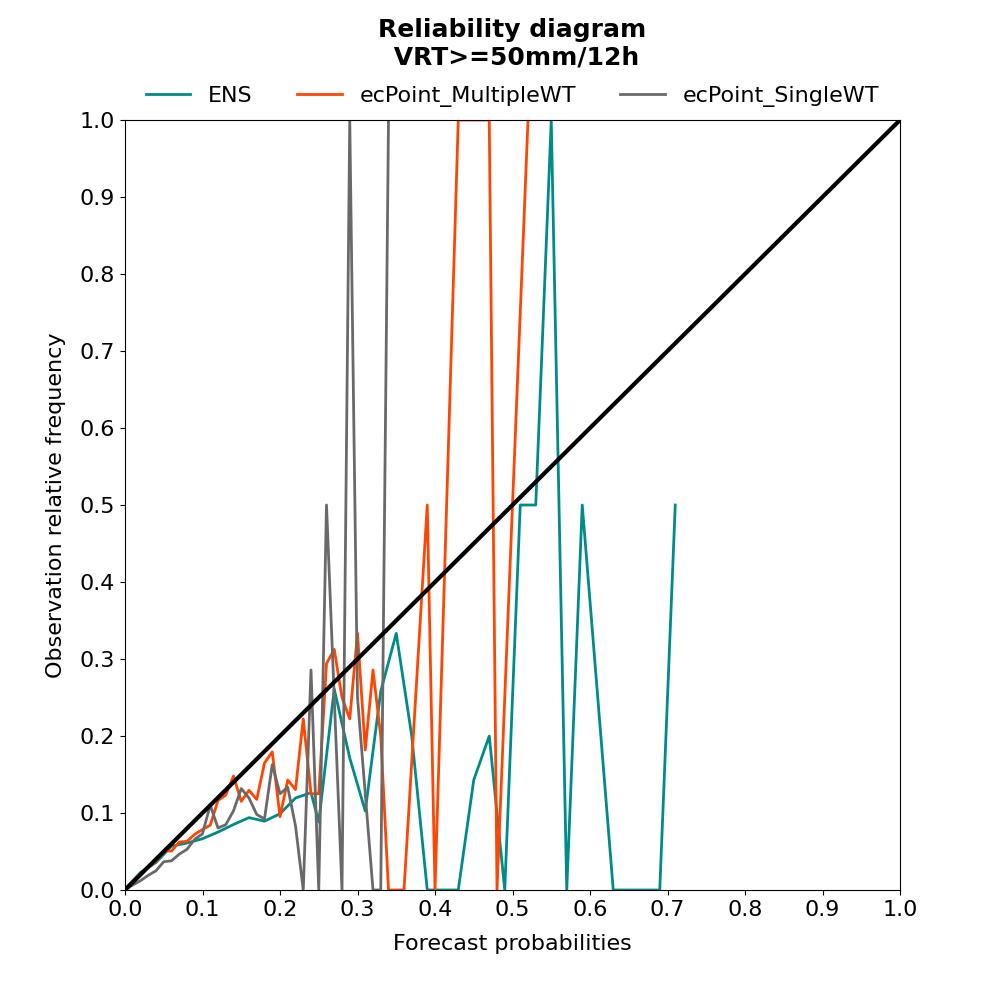 Reliability diagram
VRT>=50mm/12h
ENS ecPoint_MultipleWT ecPoint_SingleWT
1.0
0.9
0.8
0.7
0.6
0.5
0.4
0.3
0.2
0.1
0.0
Observation relative frequency
0.0 0.1 0.2 0.3 0.4 0.5 0.6 0.7 0.8 0.9 1.0
Forecast probabilities